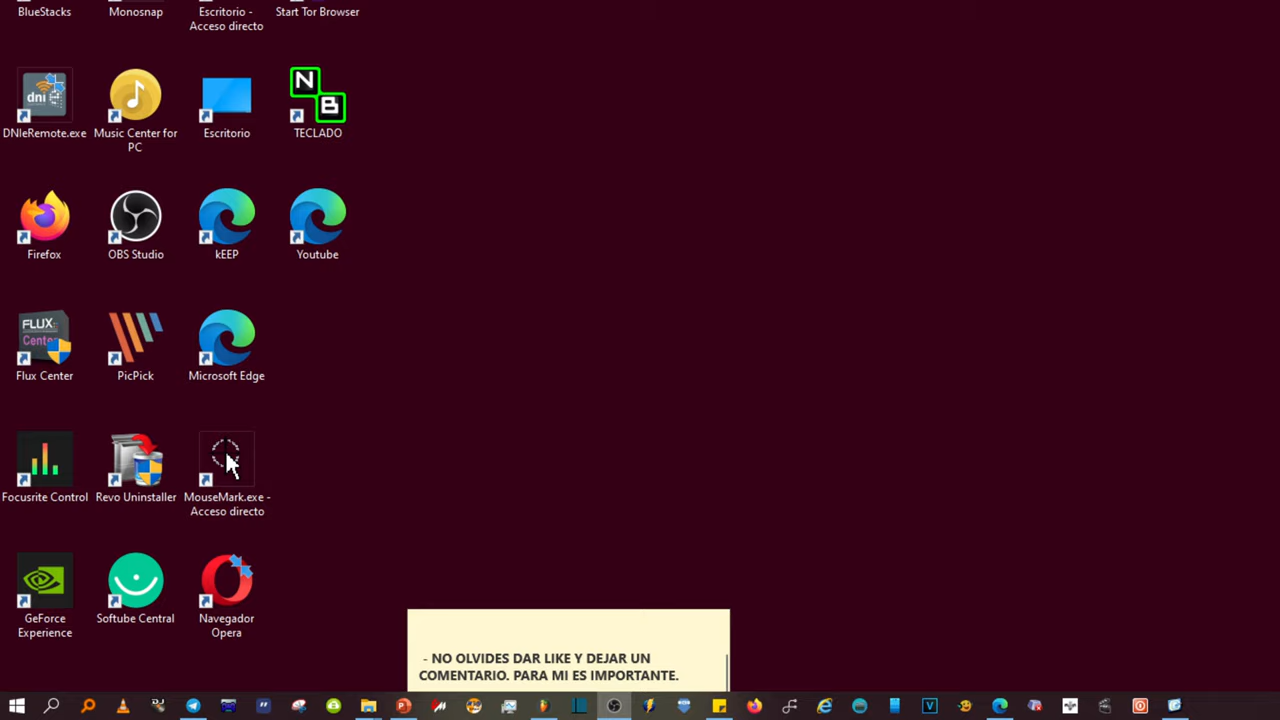 BlueStacks
Monosnap
Escritorio -
Acceso directo
Start Tor Browser
dni
DNIeRemote.exe
Music Center for
PC
Escritorio
N
B
TECLADO
Firefox
OBS Studio
kEEP
Youtube
FLUX
Center
Flux Center
PicPick
Microsoft Edge
Focusrite Control
Revo Uninstaller
MouseMark.exe -
Acceso directo
GeForce
Experience
Softube Central
Navegador
Opera
- NO OLVIDES DAR LIKE Y DEJAR UN
COMENTARIO. PARA MI ES IMPORTANTE.